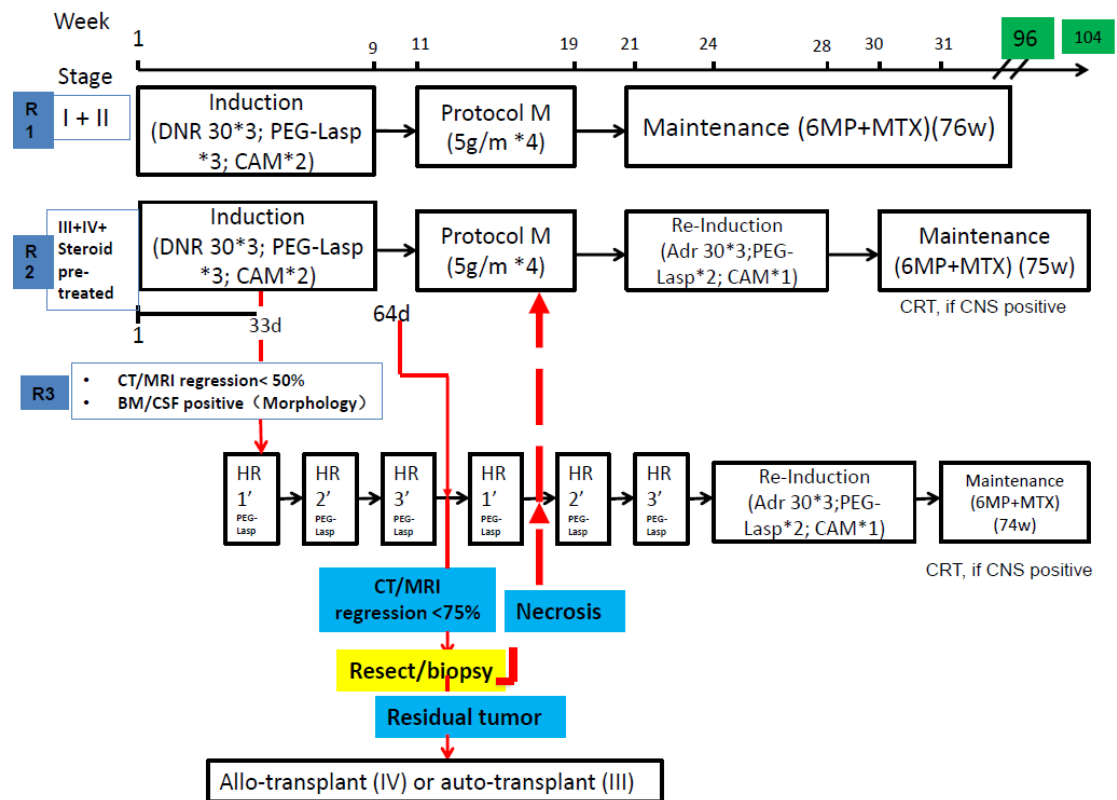 Week
1
9
11
19
21
24
28
30
31
96
104
Stage
R
1
I + II
Induction
(DNR 30*3; PEG-Lasp
*3; CAM*2)
Protocol M
(5g/m *4)
Maintenance (6MP+MTX)(76w)
R
2
III+IV+
Steroid
pre-
treated
Induction
(DNR 30*3; PEG-Lasp
*3; CAM*2)
Protocol M
(5g/m *4)
Re-Induction
(Adr 30*3;PEG-
Lasp*2; CAM*1)
Maintenance
(6MP+MTX) (75w)
CRT, if CNS positive
1
33d
64d
R3
• CT/MRI regression< 50%
• BM/CSF positive（Morphology）
HR
1'
PEG-
Lasp
HR
2'
PEG-
Lasp
HR
3'
PEG-
Lasp
HR
1'
PEG-
Lasp
HR
2'
PEG-
Lasp
HR
3'
PEG-
Lasp
Re-Induction
(Adr 30*3;PEG-
Lasp*2; CAM*1)
Maintenance
(6MP+MTX)
(74w)
CRT, if CNS positive
CT/MRI
regression <75%
Necrosis
Resect/biopsy
Residual tumor
Allo-transplant (IV) or auto-transplant (III)